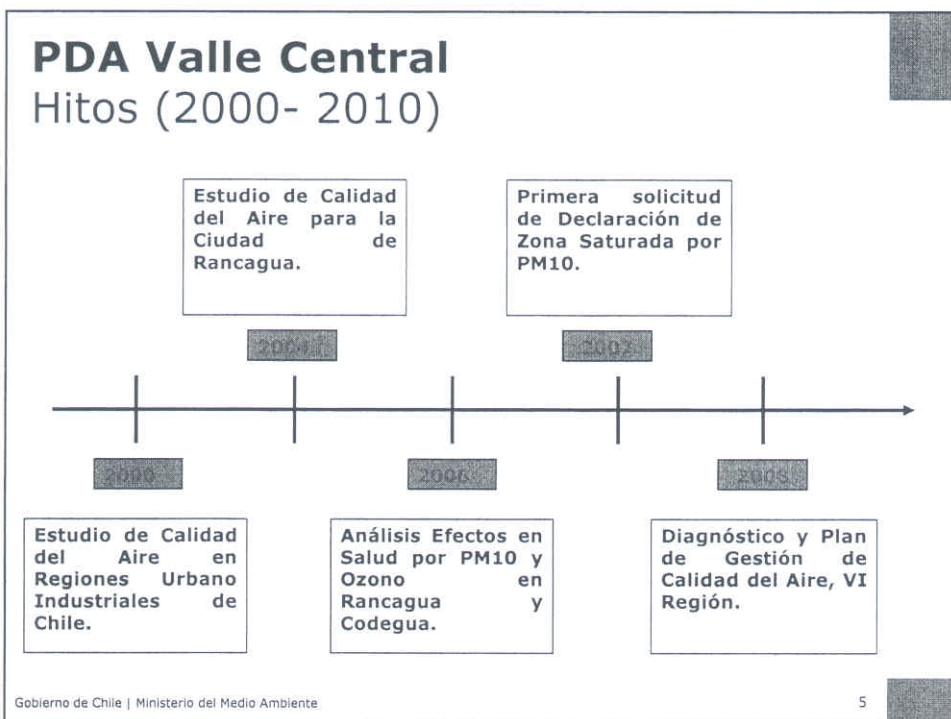 PDA Valle Central
Hitos (2000- 2010)
Estudio de Calidad
del Aire para la
Ciudad de
Rancagua.
Primera solicitud
de Declaración de
Zona Saturada por
PM10.
2004
2007
2000
2006
2008
Estudio de Calidad
del Aire en
Regiones Urbano
Industriales de
Chile.
Análisis Efectos en
Salud por PM10 y
Ozono en
Rancagua y
Codegua.
Diagnóstico y Plan
de Gestión de
Calidad del Aire, VI
Región.
Gobierno de Chile | Ministerio del Medio Ambiente
5